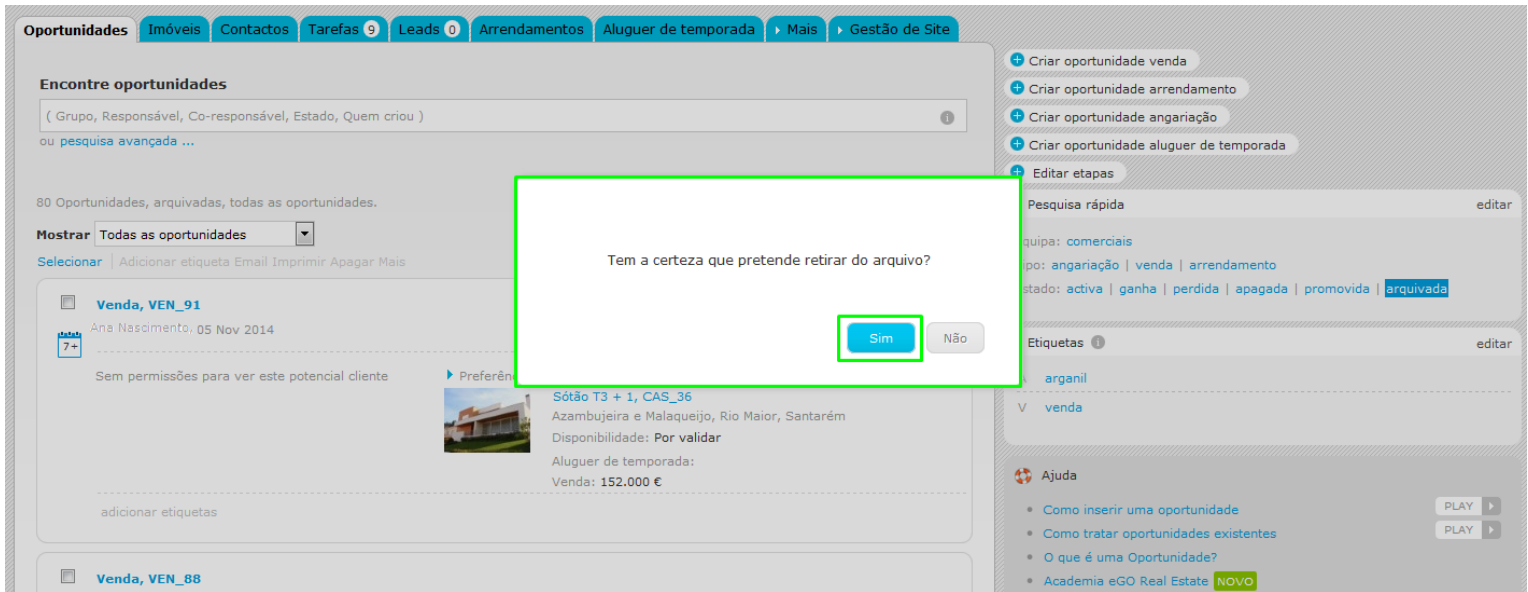 Oportunidades Imóveis Contactos Tarefas 9 Leads 0 Arrendamentos Aluguer de temporada Mais Gestão de Site
Encontre oportunidades
( Grupo, Responsável, Co-responsável, Estado, Quem criou )
ou pesquisa avançada ...
80 Oportunidades, arquivadas, todas as oportunidades.
Mostrar Todas as oportunidades
Selecionar Adicionar etiqueta Email Imprimir Apagar Mais
Venda, VEN_91
Ana Nascimento, 05 Nov 2014
7+
Sem permissões para ver este potencial cliente
Preferên
Sótão T3 + 1, CAS_36
Azambujeira e Malaqueijo, Rio Maior, Santarém
Disponibilidade: Por validar
Aluguer de temporada:
Venda: 152.000 €
adicionar etiquetas
Venda, VEN_88
Tem a certeza que pretende retirar do arquivo?
Sim Não
Criar oportunidade venda
Criar oportunidade arrendamento
Criar oportunidade angariação
Criar oportunidade aluguer de temporada
Editar etapas
Pesquisa rápida editar
quipa: comerciais
ipo: angariação | venda | arrendamento
stado: activa | ganha | perdida | apagada | promovida | arquivada
Etiquetas editar
arganil
V venda
Ajuda
Como inserir uma oportunidade PLAY
Como tratar oportunidades existentes PLAY
O que é uma Oportunidade?
Academia eGO Real Estate NOVO